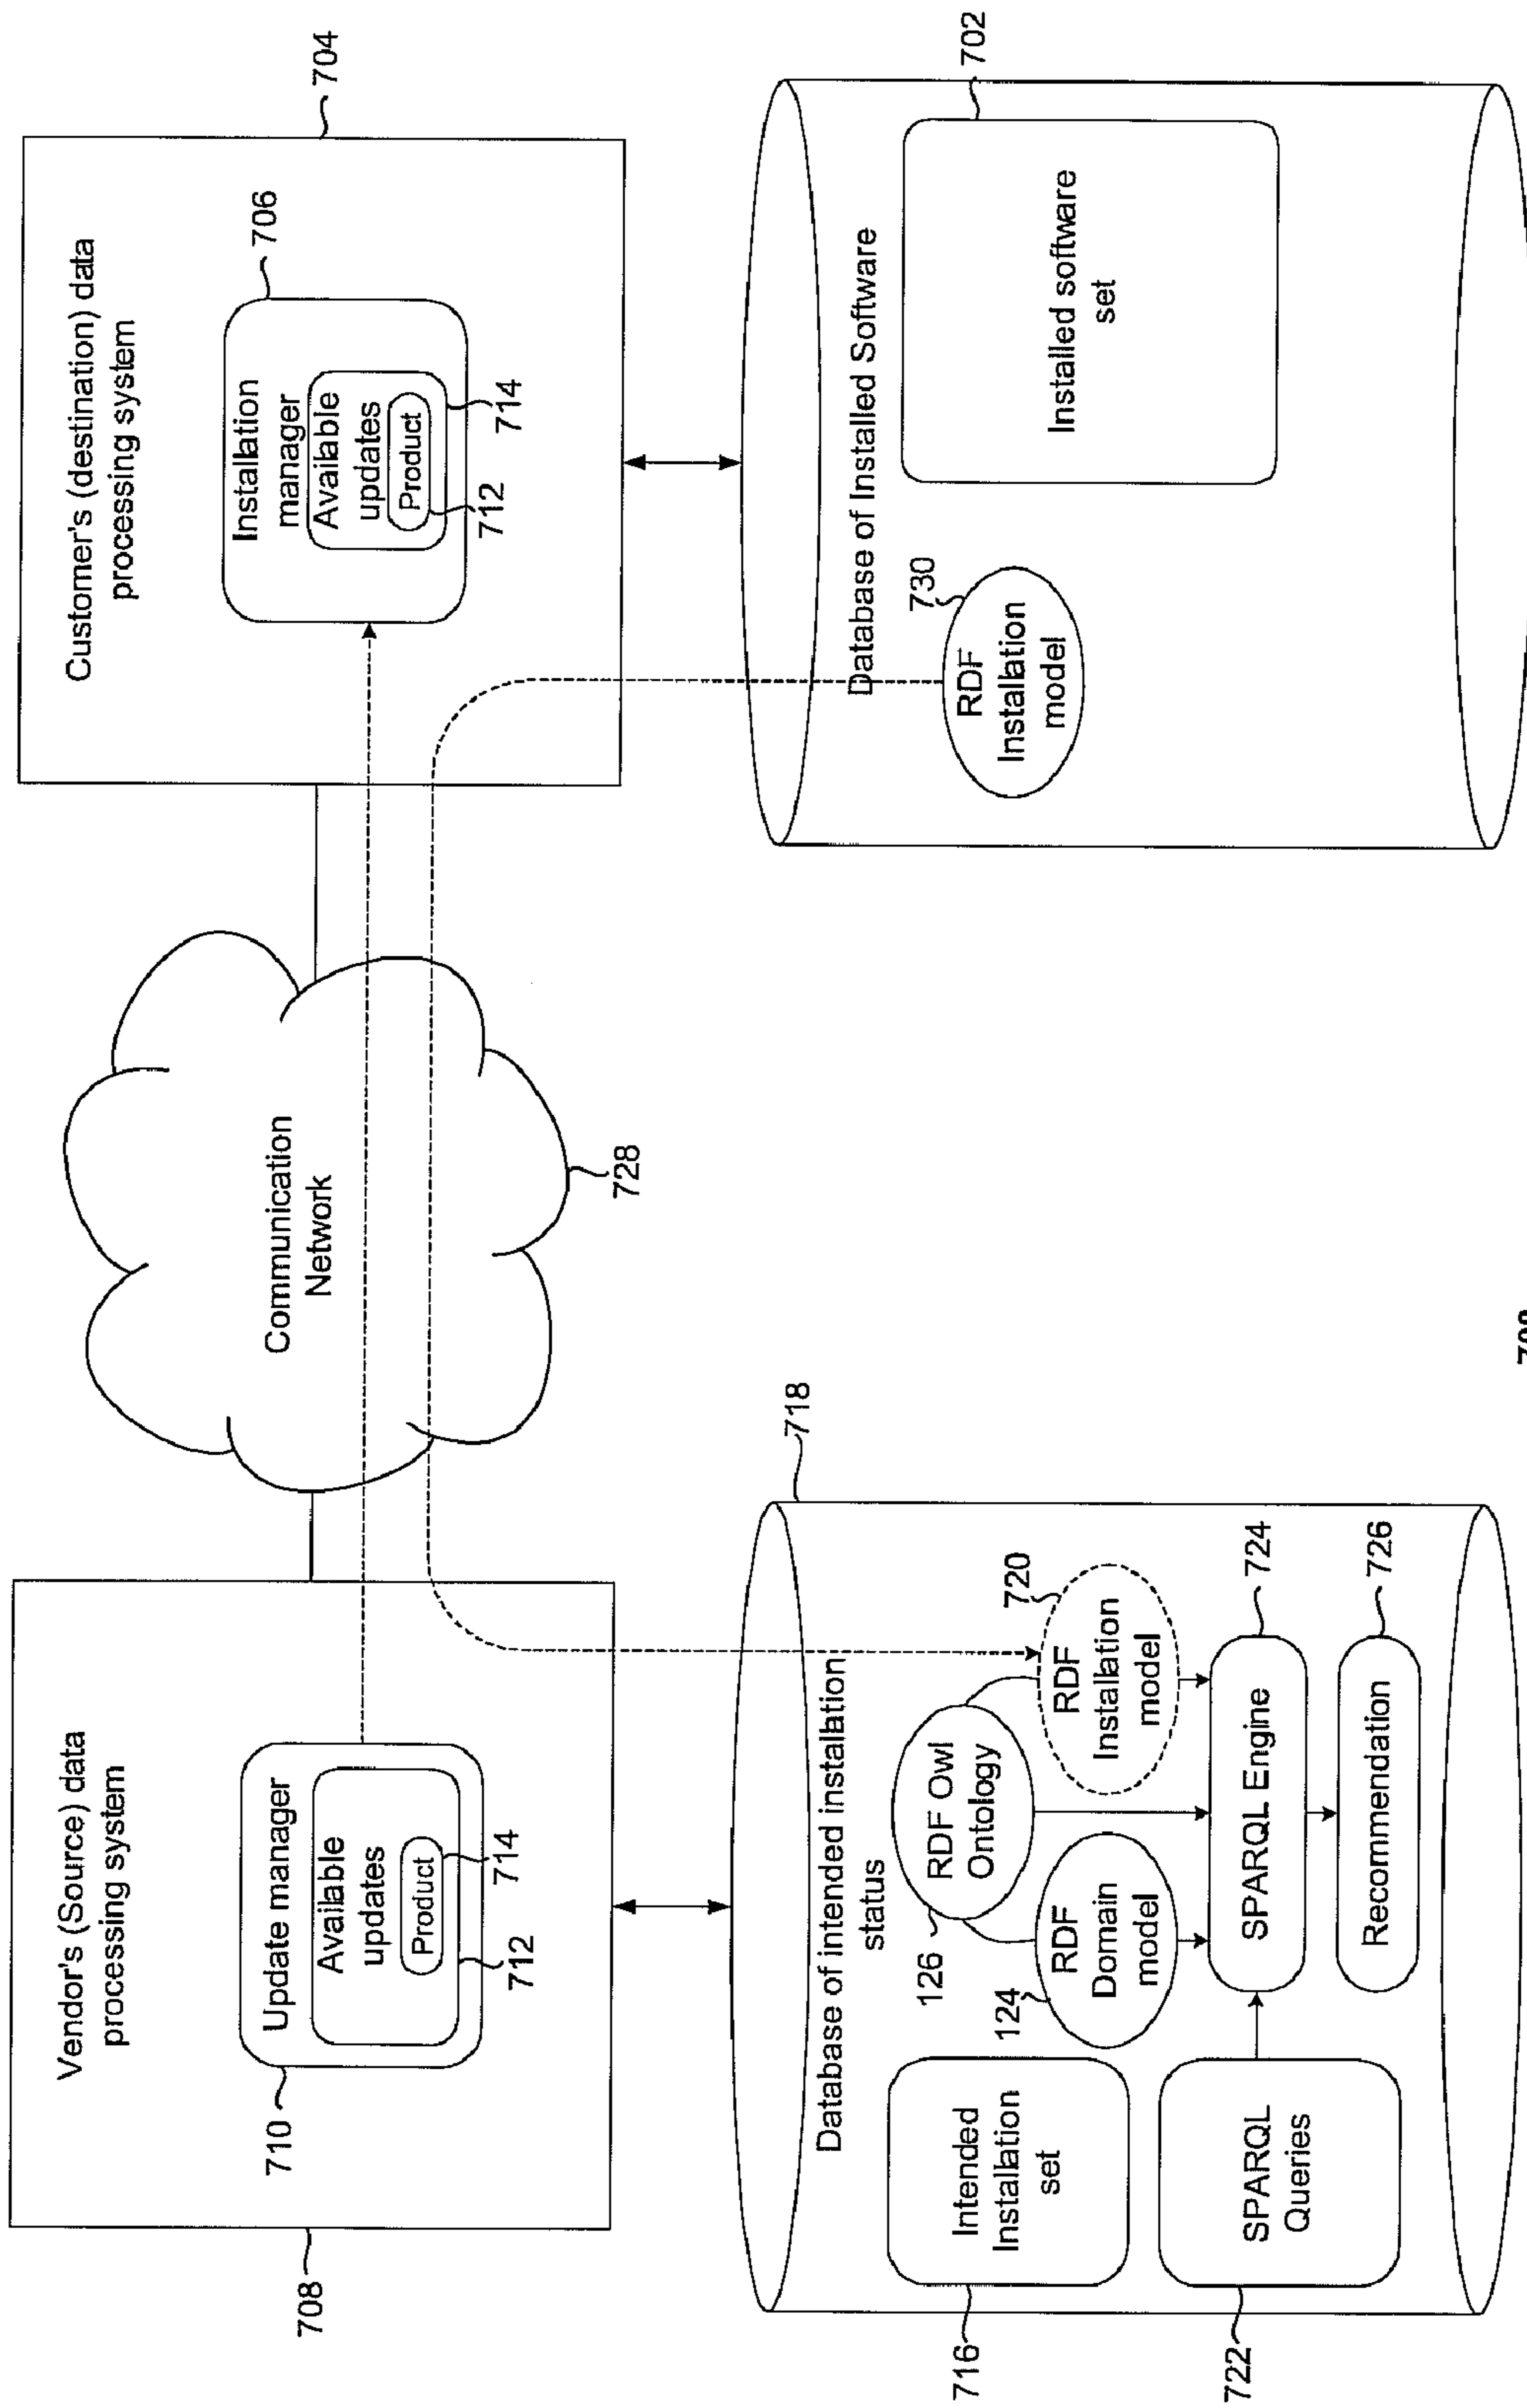 Vendor's (Source) data
processing system
Update manager
Available
updates
Product
714
712
710
708
Communication
Network
728
Customer's (destination) data
processing system
704
Installation
manager
706
Available
updates
Product
714
712
Database of intended installation
status
718
Intended
Installation
set
716
SPARQL
Queries
722
RDF Owl
Ontology
126
RDF
Domain
model
124
RDF
Installation
model
720
SPARQL Engine
724
Recommendation
726
Database of Installed Software
RDF
Installation
model
730
Installed software
set
702